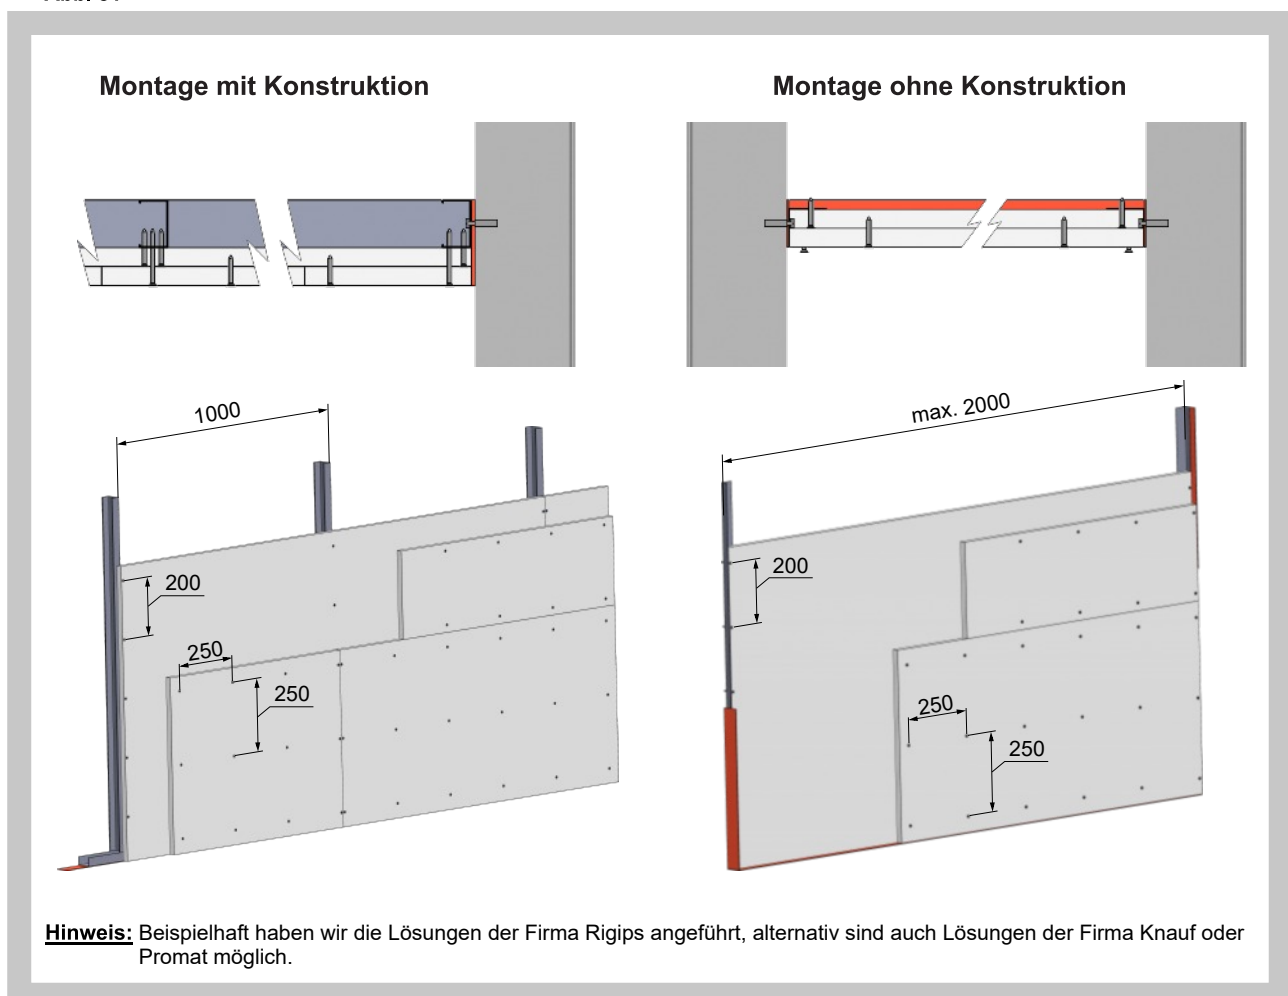 Montage mit Konstruktion
Montage ohne Konstruktion
1000
200
250
250
max. 2000
200
250
250
Hinweis: Beispielhaft haben wir die Lösungen der Firma Rigips angeführt, alternativ sind auch Lösungen der Firma Knauf oder
Promat möglich.